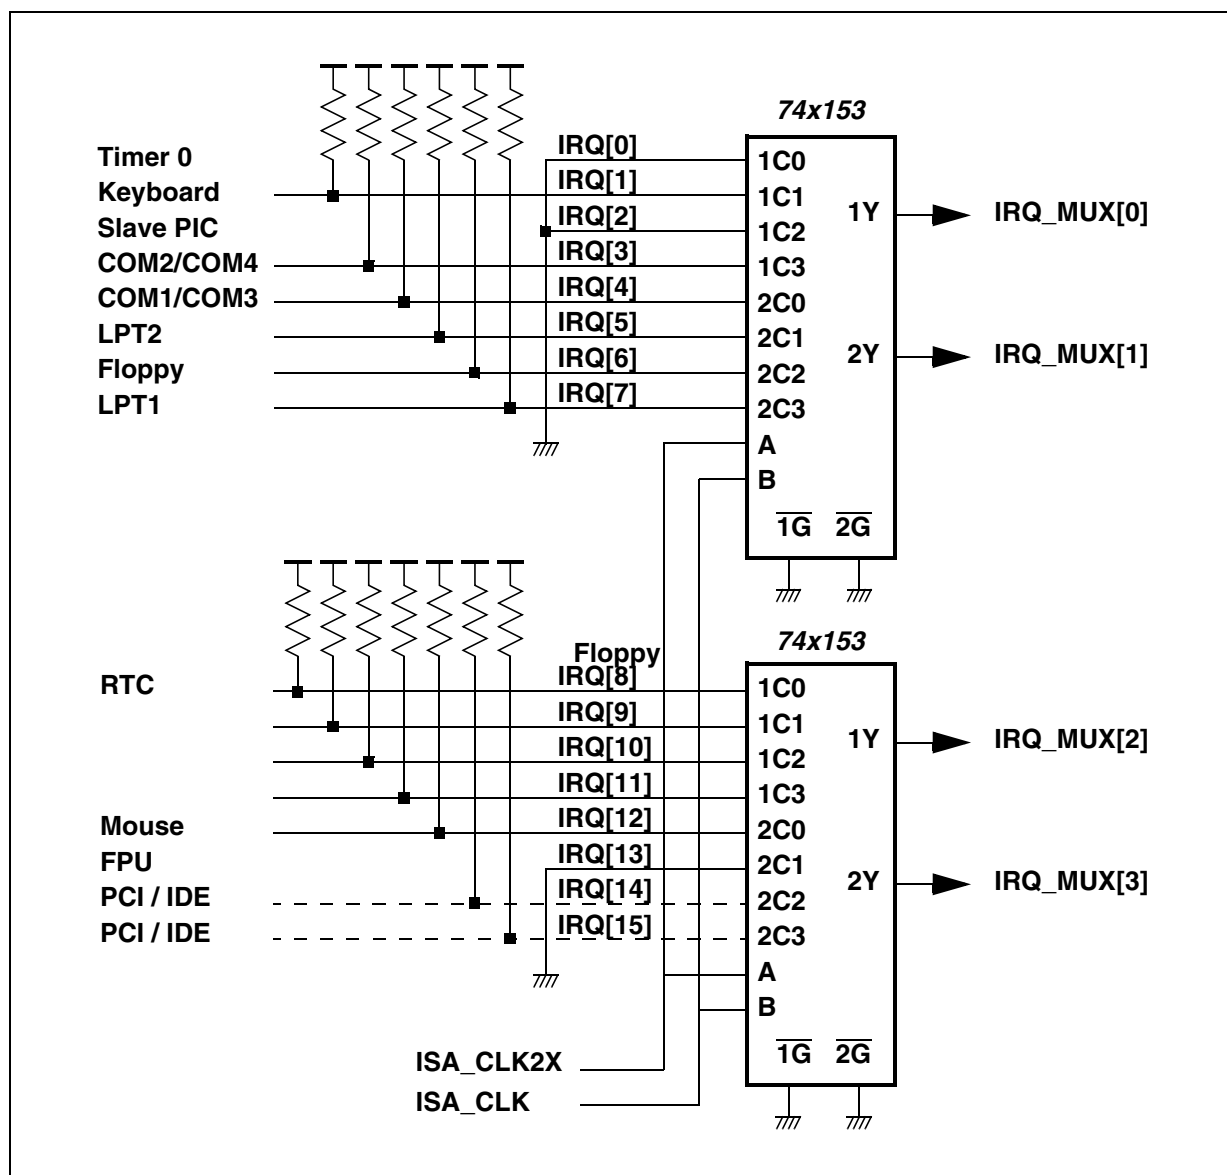 74x153
Timer 0 IRQ[0] 1C0
Keyboard IRQ[1] 1C1
1Y IRQ_MUX[0]
Slave PIC IRQ[2] 1C2
COM2/COM4 IRQ[3] 1C3
COM1/COM3 IRQ[4] 2C0
LPT2 IRQ[5] 2C1
2Y IRQ_MUX[1]
Floppy IRQ[6] 2C2
LPT1 IRQ[7] 2C3
A
B
1G 2G
74x153
Floppy
RTC IRQ[8] 1C0
IRQ[9] 1C1
1Y IRQ_MUX[2]
IRQ[10] 1C2
IRQ[11] 1C3
Mouse IRQ[12] 2C0
FPU IRQ[13] 2C1
2Y IRQ_MUX[3]
PCI / IDE IRQ[14] 2C2
PCI / IDE IRQ[15] 2C3
A
B
1G 2G
ISA_CLK2X
ISA_CLK